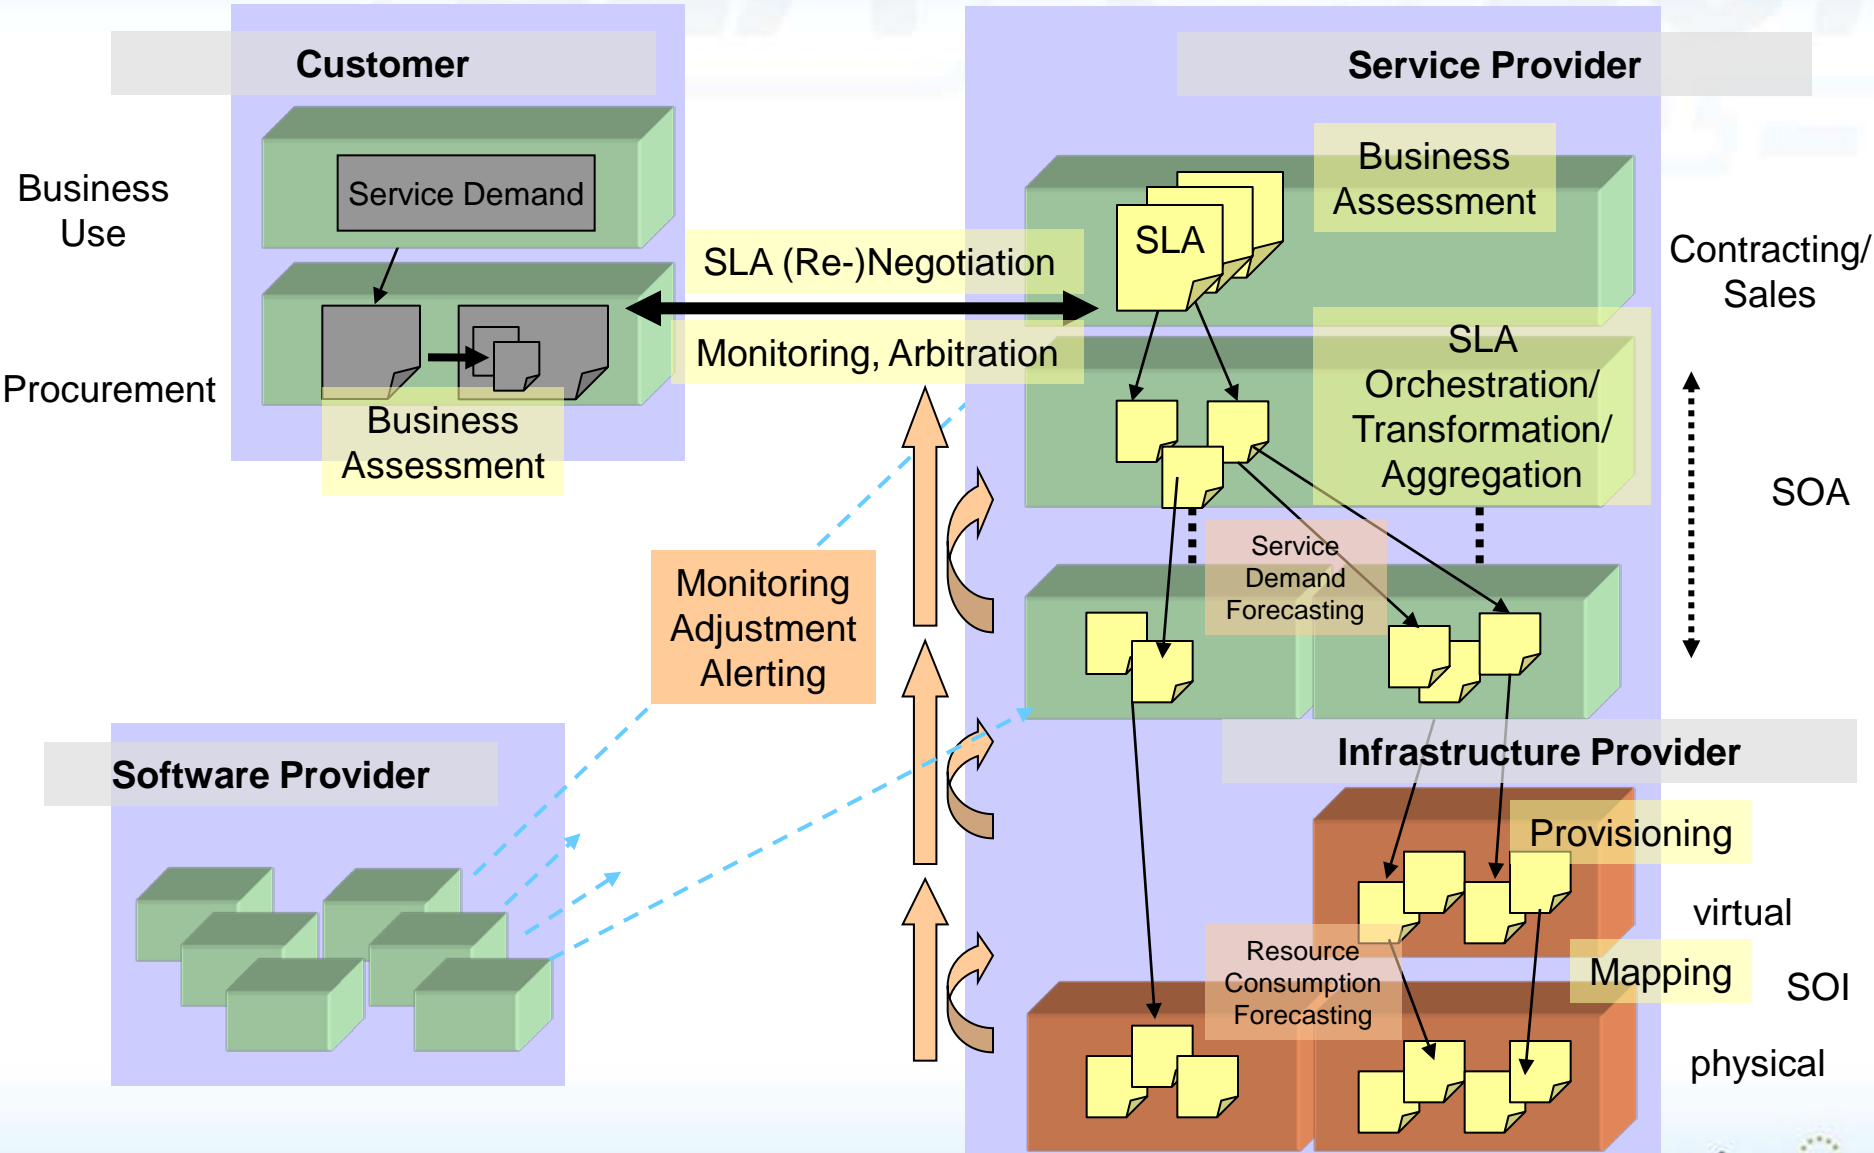 Customer
Service Provider
Business
Use
Service Demand
Business
Assessment
SLA
Contracting/
Sales
SLA (Re-)Negotiation
Monitoring, Arbitration
Procurement
Business
Assessment
SLA
Orchestration/
Transformation/
Aggregation
SOA
Service
Demand
Forecasting
Monitoring
Adjustment
Alerting
Software Provider
Infrastructure Provider
Provisioning
virtual
Resource
Consumption
Forecasting
Mapping
SOI
physical